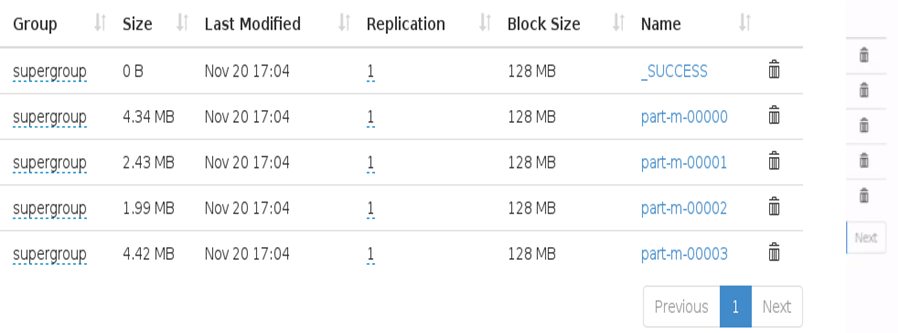 Group Size Last Modified Replication Block Size Name
supergroup 0 B Nov 20 17:04 1 128 MB _SUCCESS
supergroup 4.34 MB Nov 20 17:04 1 128 MB part-m-00000
supergroup 2.43 MB Nov 20 17:04 1 128 MB part-m-00001
supergroup 1.99 MB Nov 20 17:04 1 128 MB part-m-00002
supergroup 4.42 MB Nov 20 17:04 1 128 MB part-m-00003
Previous 1 Next
Next